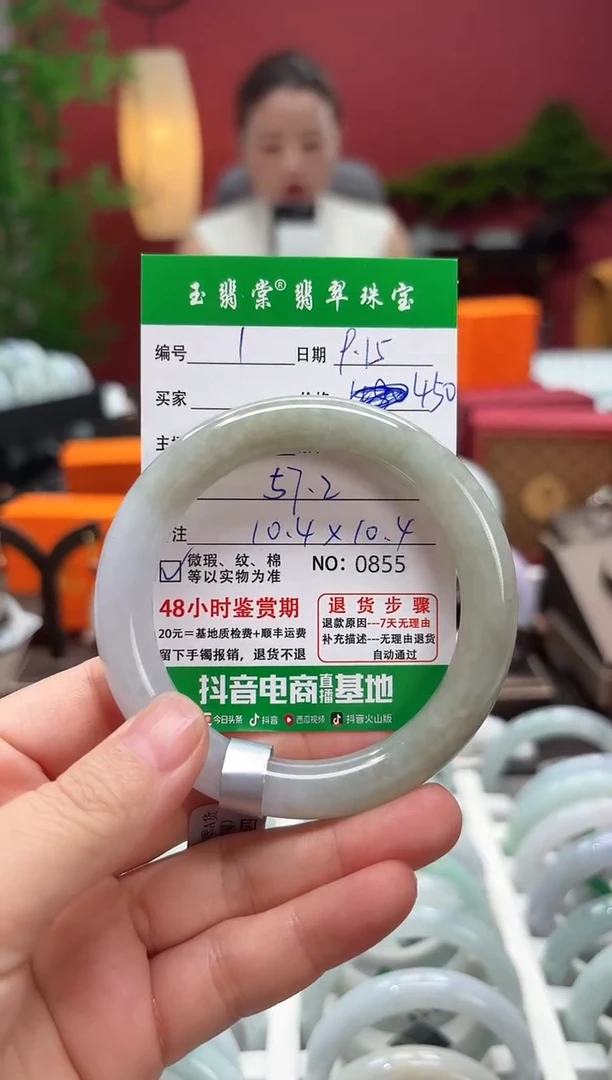 玉翡棠®翡翠珠宝
编号 1 日期 9.15
买家 450
57.2
注 10.4×10.4
微瑕、纹、棉
等以实物为准
NO：0855
48小时鉴赏期
20元＝基地质检费+顺丰运费
留下手镯报销，退货不退
退货步骤
退款原因---7天无理由
补充描述---无理由退货
自动通过
抖音电商直播基地
今日头条 抖音 西瓜视频 抖音火山版